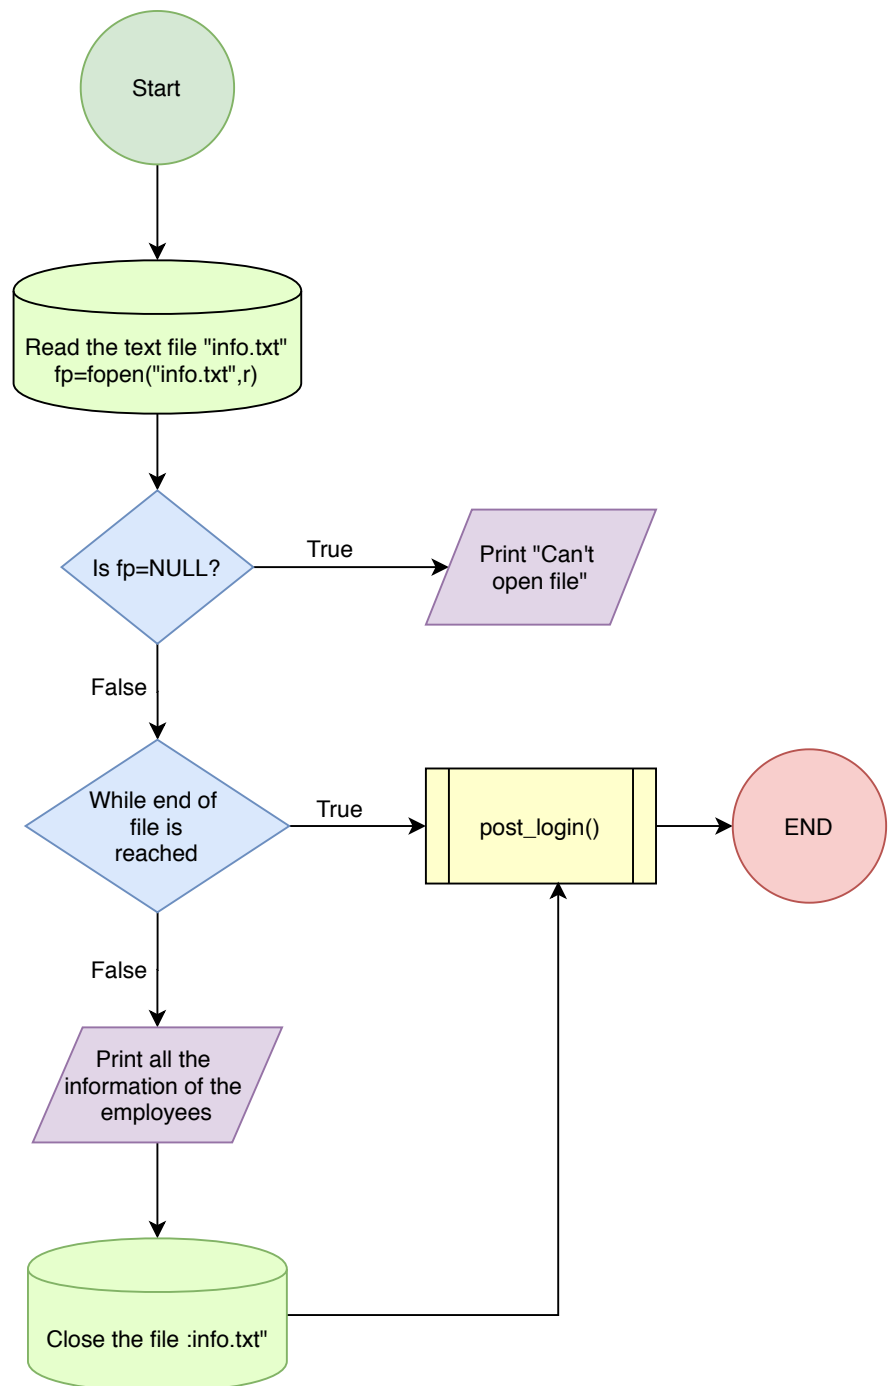 Start
Read the text file "info.txt"
fp=fopen("info.txt",r)
Is fp=NULL?
True
Print "Can't
open file"
False
While end of
file is
reached
True
post_login()
END
False
Print all the
information of the
employees
Close the file :info.txt"